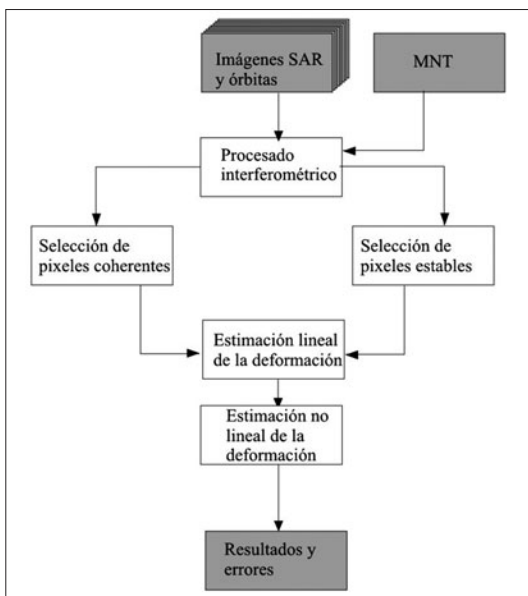 Imágenes SAR
y órbitas
MNT
Procesado
interferométrico
Selección de
pixeles coherentes
Selección de
pixeles estables
Estimación lineal
de la deformación
Estimación no
lineal de la
deformación
Resultados y
errores